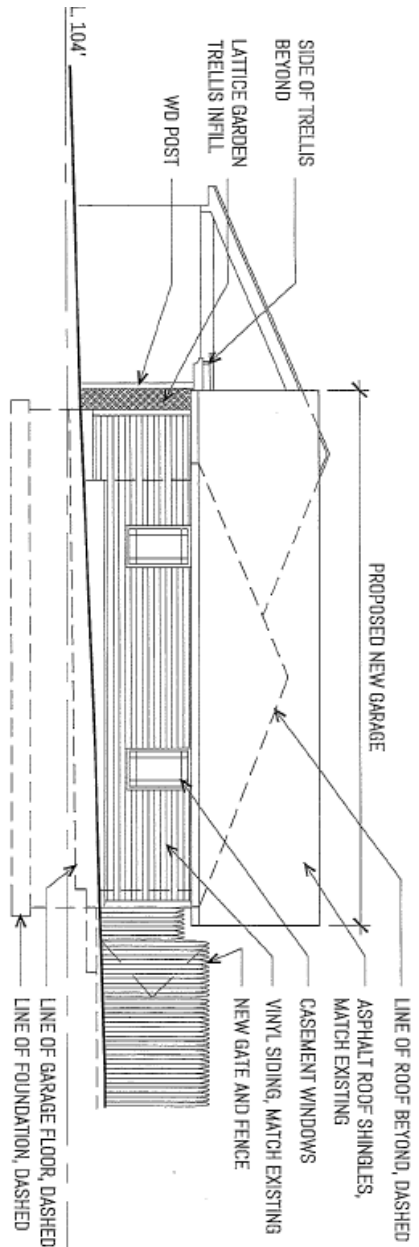 SIDE OF TRELLIS
BEYOND
LATTICE GARDEN
TRELLIS INFILL
WD POST
L. 104'
PROPOSED NEW GARAGE
LINE OF ROOF BEYOND, DASHED
ASPHALT ROOF SHINGLES,
MATCH EXISTING
CASEMENT WINDOWS
VINYL SIDING, MATCH EXISTING
NEW GATE AND FENCE
LINE OF GARAGE FLOOR, DASHED
LINE OF FOUNDATION, DASHED